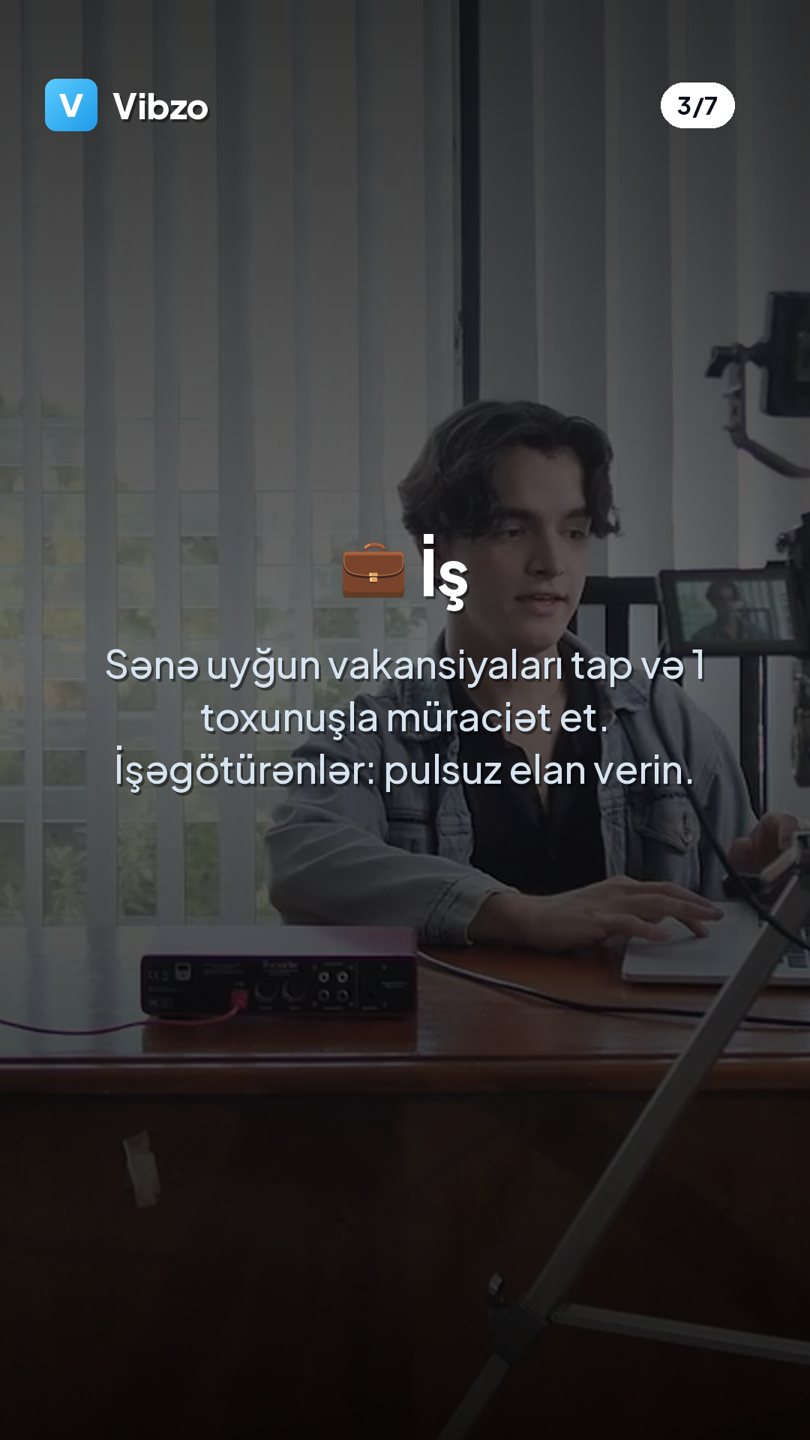 V Vibzo
3/7
💼 İş
Sənə uyğun vakansiyaları tap və 1
toxunuşla müraciət et.
İşəgötürənlər: pulsuz elan verin.